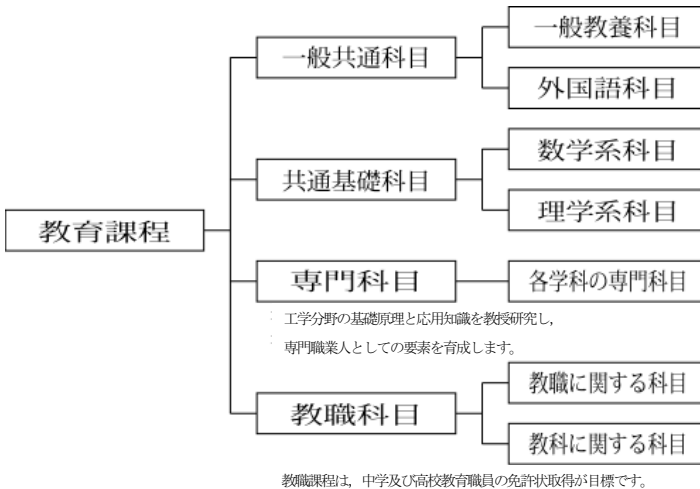 教育課程
一般共通科目
一般教養科目
外国語科目
共通基礎科目
数学系科目
理学系科目
専門科目
各学科の専門科目
工学分野の基礎原理と応用知識を教授研究し,
専門職業人としての要素を育成します。
教職科目
教職に関する科目
教科に関する科目
教職課程は，中学及び高校教育職員の免許状取得が目標です。